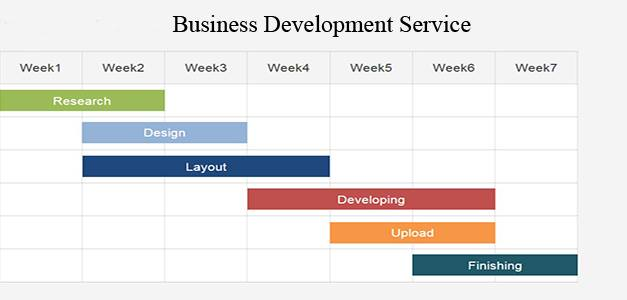 Business Development Service
Week1 Week2 Week3 Week4 Week5 Week6 Week7
Research
Design
Layout
Developing
Upload
Finishing